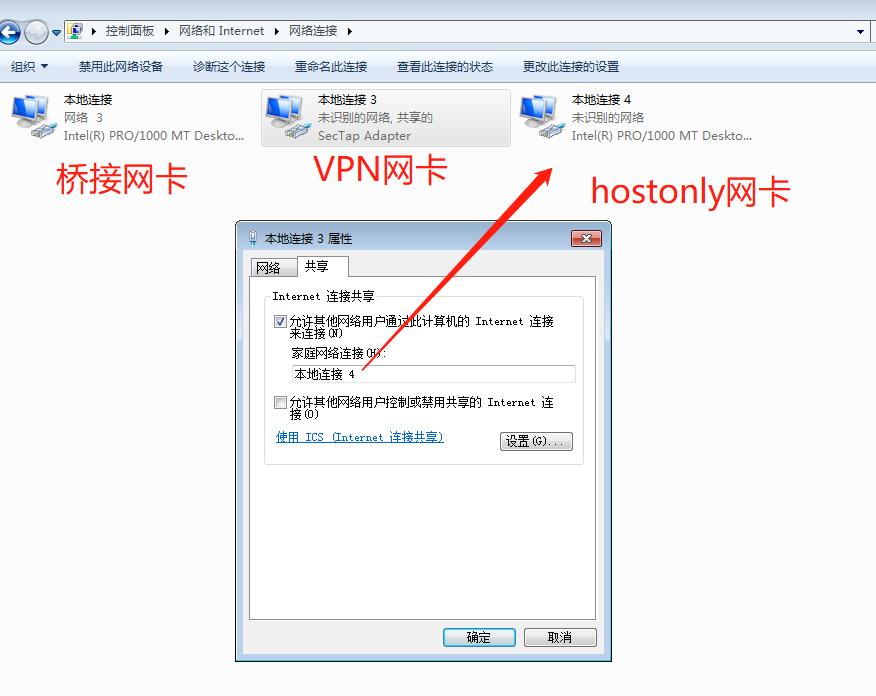 控制面板 网络和 Internet 网络连接
组织 禁用此网络设备 诊断这个连接 重命名此连接 查看此连接的状态 更改此连接的设置
本地连接
网络 3
Intel(R) PRO/1000 MT Deskto...
本地连接 3
未识别的网络, 共享的
SecTap Adapter
本地连接 4
未识别的网络
Intel(R) PRO/1000 MT Deskto...
桥接网卡
VPN网卡
hostonly网卡
本地连接 3 属性
网络 共享
Internet 连接共享
允许其他网络用户通过此计算机的 Internet 连接
来连接(N)
家庭网络连接(H):
本地连接 4
允许其他网络用户控制或禁用共享的 Internet 连
接(O)
使用 ICS (Internet 连接共享)
设置(G)...
确定 取消